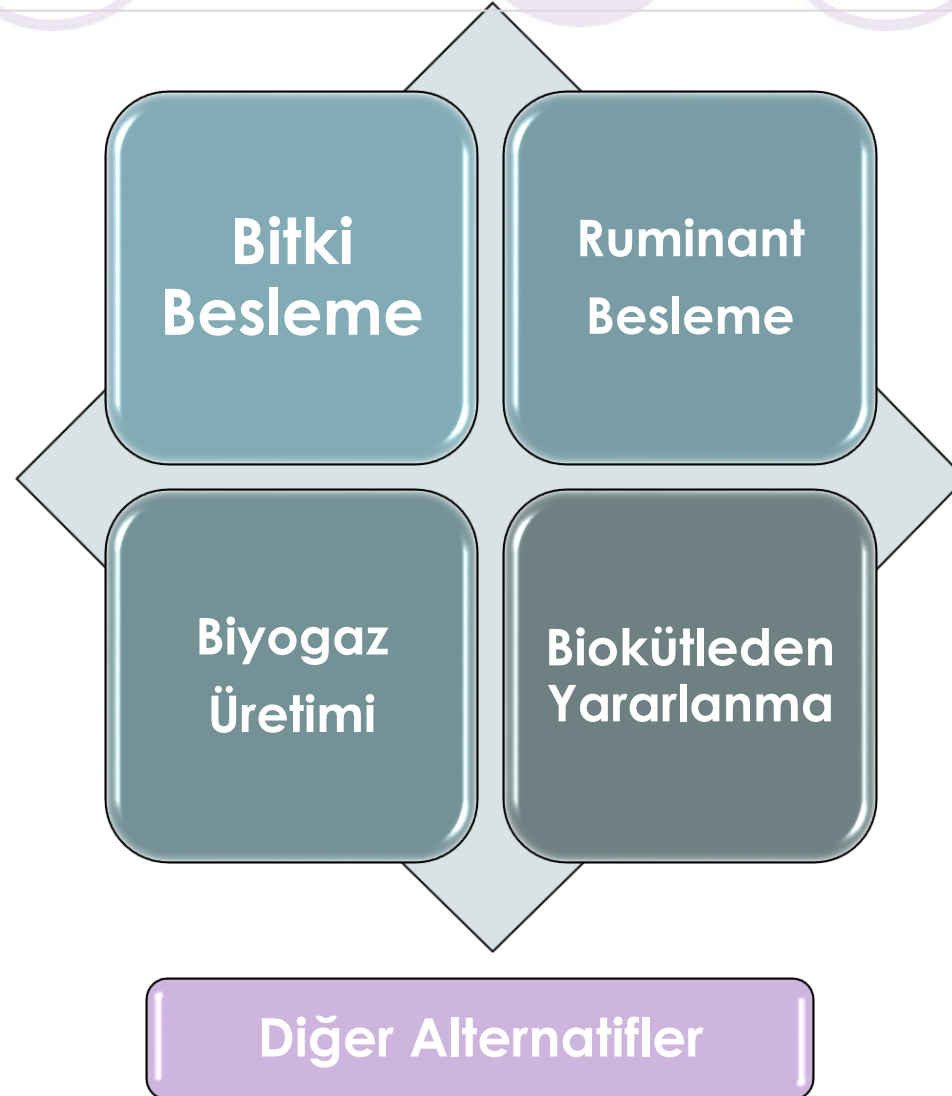 Bitki
Besleme
Ruminant
Besleme
Biyogaz
Üretimi
Biokütleden
Yararlanma
Diğer Alternatifler